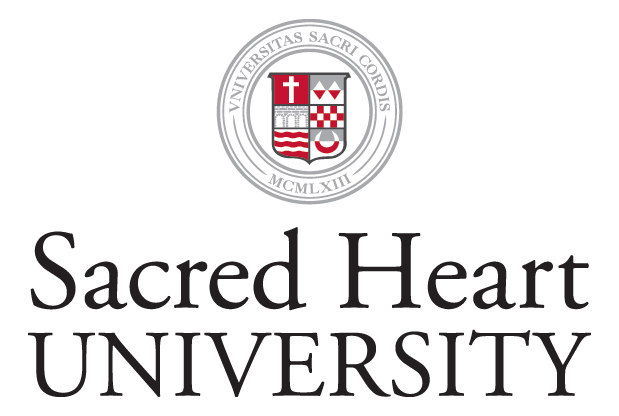 VNIVERSITAS SACRI CORDIS
MCMLXIII
Sacred Heart
UNIVERSITY